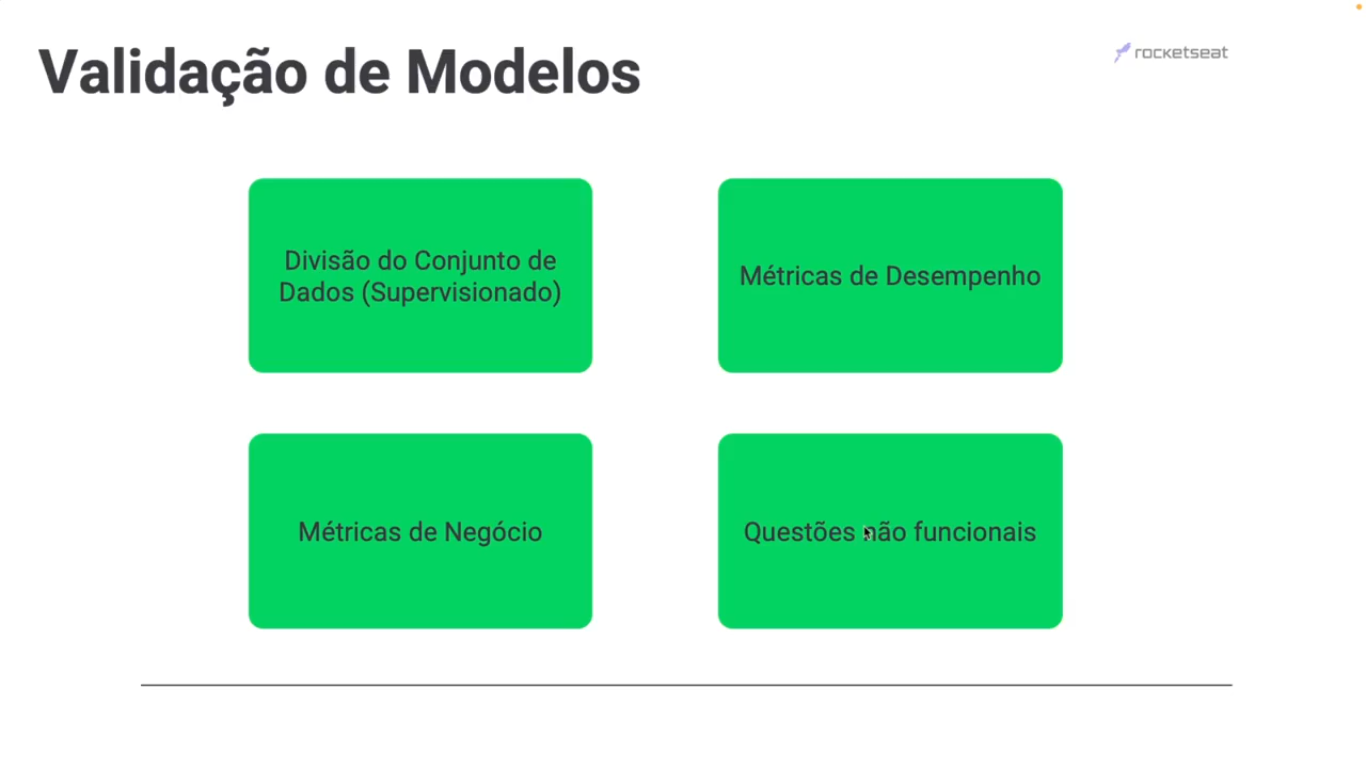 Validação de Modelos
rocketseat
Divisão do Conjunto de
Dados (Supervisionado)
Métricas de Desempenho
Métricas de Negócio
Questões não funcionais